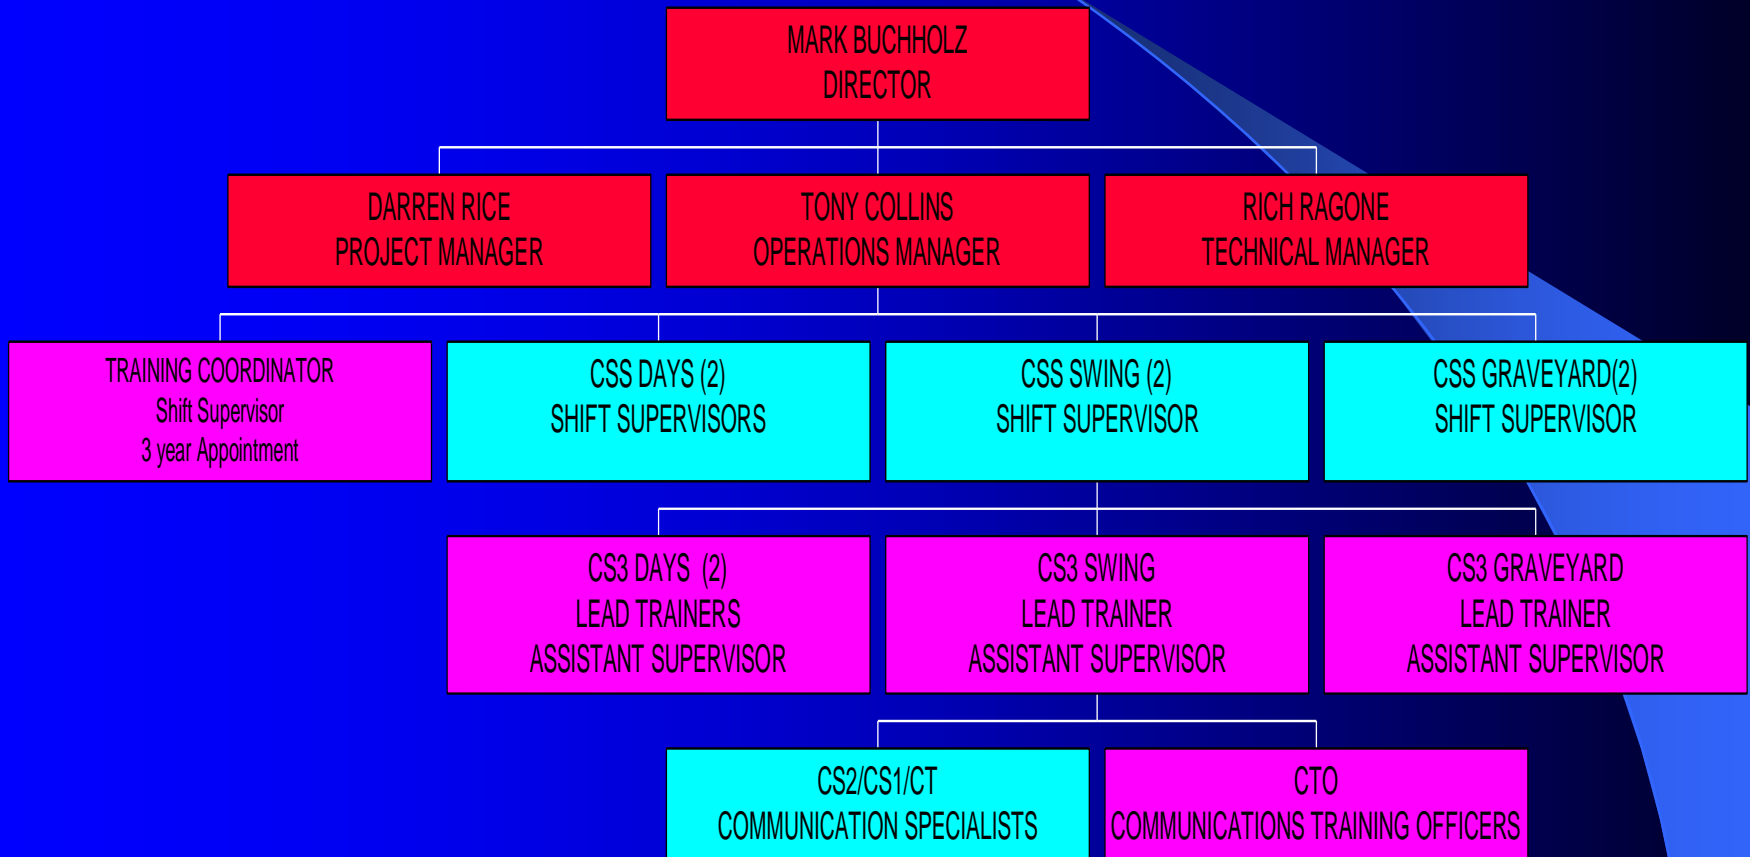 MARK BUCHHOLZ
DIRECTOR
DARREN RICE
PROJECT MANAGER
TONY COLLINS
OPERATIONS MANAGER
RICH RAGONE
TECHNICAL MANAGER
TRAINING COORDINATOR
Shift Supervisor
3 year Appointment
CSS DAYS (2)
SHIFT SUPERVISORS
CSS SWING (2)
SHIFT SUPERVISOR
CSS GRAVEYARD(2)
SHIFT SUPERVISOR
CS3 DAYS (2)
LEAD TRAINERS
ASSISTANT SUPERVISOR
CS3 SWING
LEAD TRAINER
ASSISTANT SUPERVISOR
CS3 GRAVEYARD
LEAD TRAINER
ASSISTANT SUPERVISOR
CS2/CS1/CT
COMMUNICATION SPECIALISTS
CTO
COMMUNICATIONS TRAINING OFFICERS